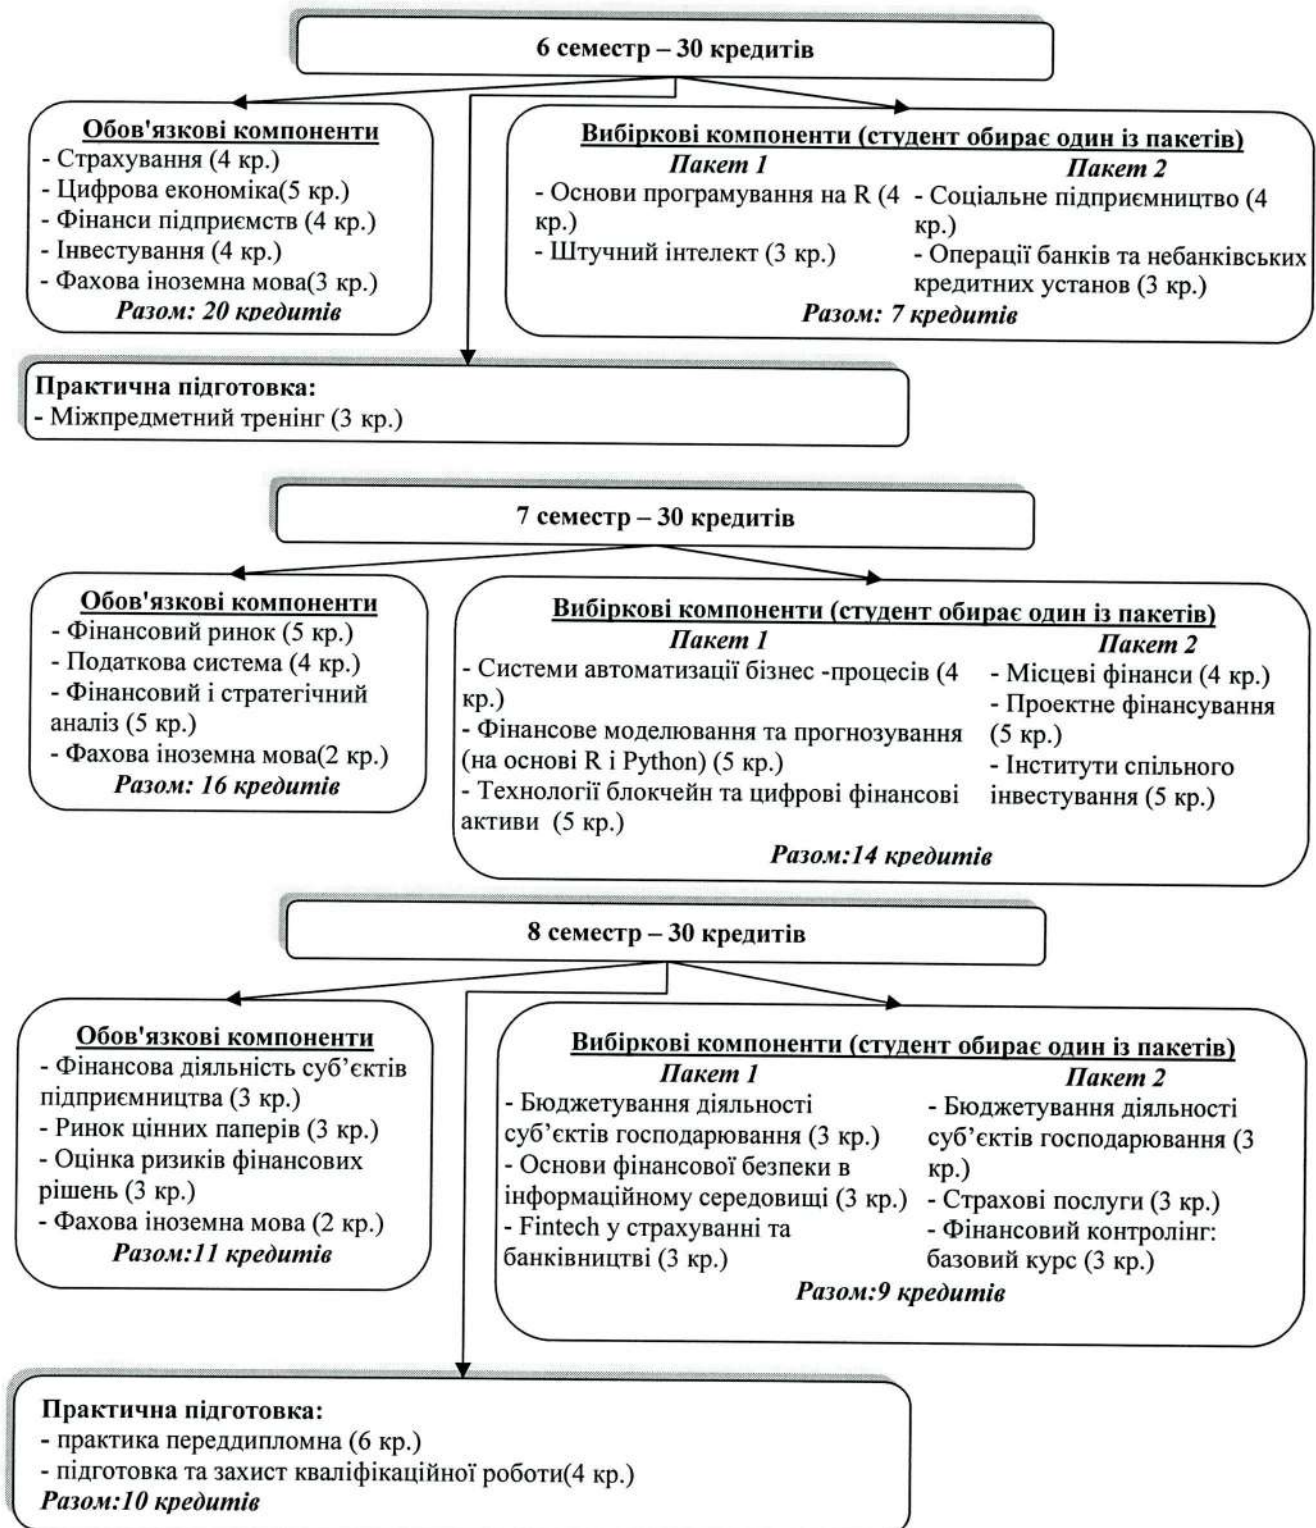 6 семестр – 30 кредитів
Обов'язкові компоненти
- Страхування (4 кр.)
- Цифрова економіка(5 кр.)
- Фінанси підприємств (4 кр.)
- Інвестування (4 кр.)
- Фахова іноземна мова(3 кр.)
Разом: 20 кредитів
Вибіркові компоненти (студент обирає один із пакетів)
Пакет 1
- Основи програмування на R (4
кр.)
- Штучний інтелект (3 кр.)
Пакет 2
- Соціальне підприємництво (4
кр.)
- Операції банків та небанківських
кредитних установ (3 кр.)
Разом: 7 кредитів
Практична підготовка:
- Міжпредметний тренінг (3 кр.)
7 семестр – 30 кредитів
Обов'язкові компоненти
- Фінансовий ринок (5 кр.)
- Податкова система (4 кр.)
- Фінансовий і стратегічний
аналіз (5 кр.)
- Фахова іноземна мова(2 кр.)
Разом: 16 кредитів
Вибіркові компоненти (студент обирає один із пакетів)
Пакет 1
- Системи автоматизації бізнес -процесів (4
кр.)
- Фінансове моделювання та прогнозування
(на основі R і Python) (5 кр.)
- Технології блокчейн та цифрові фінансові
активи (5 кр.)
Пакет 2
- Місцеві фінанси (4 кр.)
- Проектне фінансування
(5 кр.)
- Інститути спільного
інвестування (5 кр.)
Разом:14 кредитів
8 семестр – 30 кредитів
Обов'язкові компоненти
- Фінансова діяльність суб’єктів
підприємництва (3 кр.)
- Ринок цінних паперів (3 кр.)
- Оцінка ризиків фінансових
рішень (3 кр.)
- Фахова іноземна мова (2 кр.)
Разом:11 кредитів
Вибіркові компоненти (студент обирає один із пакетів)
Пакет 1
- Бюджетування діяльності
суб’єктів господарювання (3 кр.)
- Основи фінансової безпеки в
інформаційному середовищі (3 кр.)
- Fintech у страхуванні та
банківництві (3 кр.)
Пакет 2
- Бюджетування діяльності
суб’єктів господарювання (3
кр.)
- Страхові послуги (3 кр.)
- Фінансовий контролінг:
базовий курс (3 кр.)
Разом:9 кредитів
Практична підготовка:
- практика переддипломна (6 кр.)
- підготовка та захист кваліфікаційної роботи(4 кр.)
Разом:10 кредитів